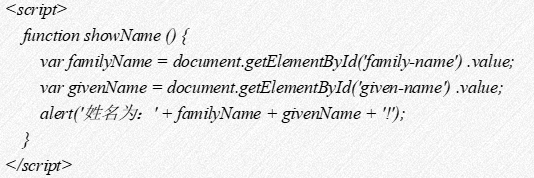 <script>
function showName () {
var familyName = document.getElementById('family-name') .value;
var givenName = document.getElementById('given-name') .value;
alert('姓名为：' + familyName + givenName + '!');
}
</script>